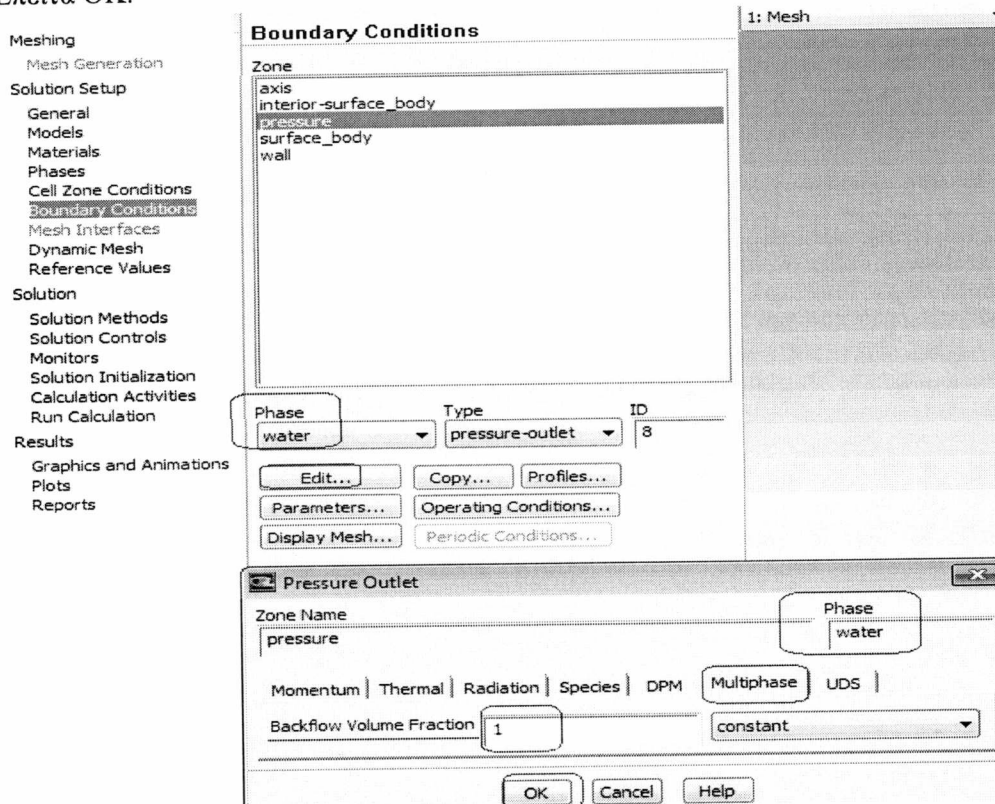 OK.
Meshing
Mesh Generation
Solution Setup
General
Models
Materials
Phases
Cell Zone Conditions
Boundary Conditions
Mesh Interfaces
Dynamic Mesh
Reference Values
Solution
Solution Methods
Solution Controls
Monitors
Solution Initialization
Calculation Activities
Run Calculation
Results
Graphics and Animations
Plots
Reports
Boundary Conditions
Zone
axis
interior-surface_body
pressure
surface_body
wall
Phase Type ID
water pressure-outlet 8
Edit... Copy... Profiles...
Parameters... Operating Conditions...
Display Mesh... Periodic Conditions...
1: Mesh
Pressure Outlet
Zone Name Phase
pressure water
Momentum Thermal Radiation Species DPM Multiphase UDS
Backflow Volume Fraction 1 constant
OK Cancel Help